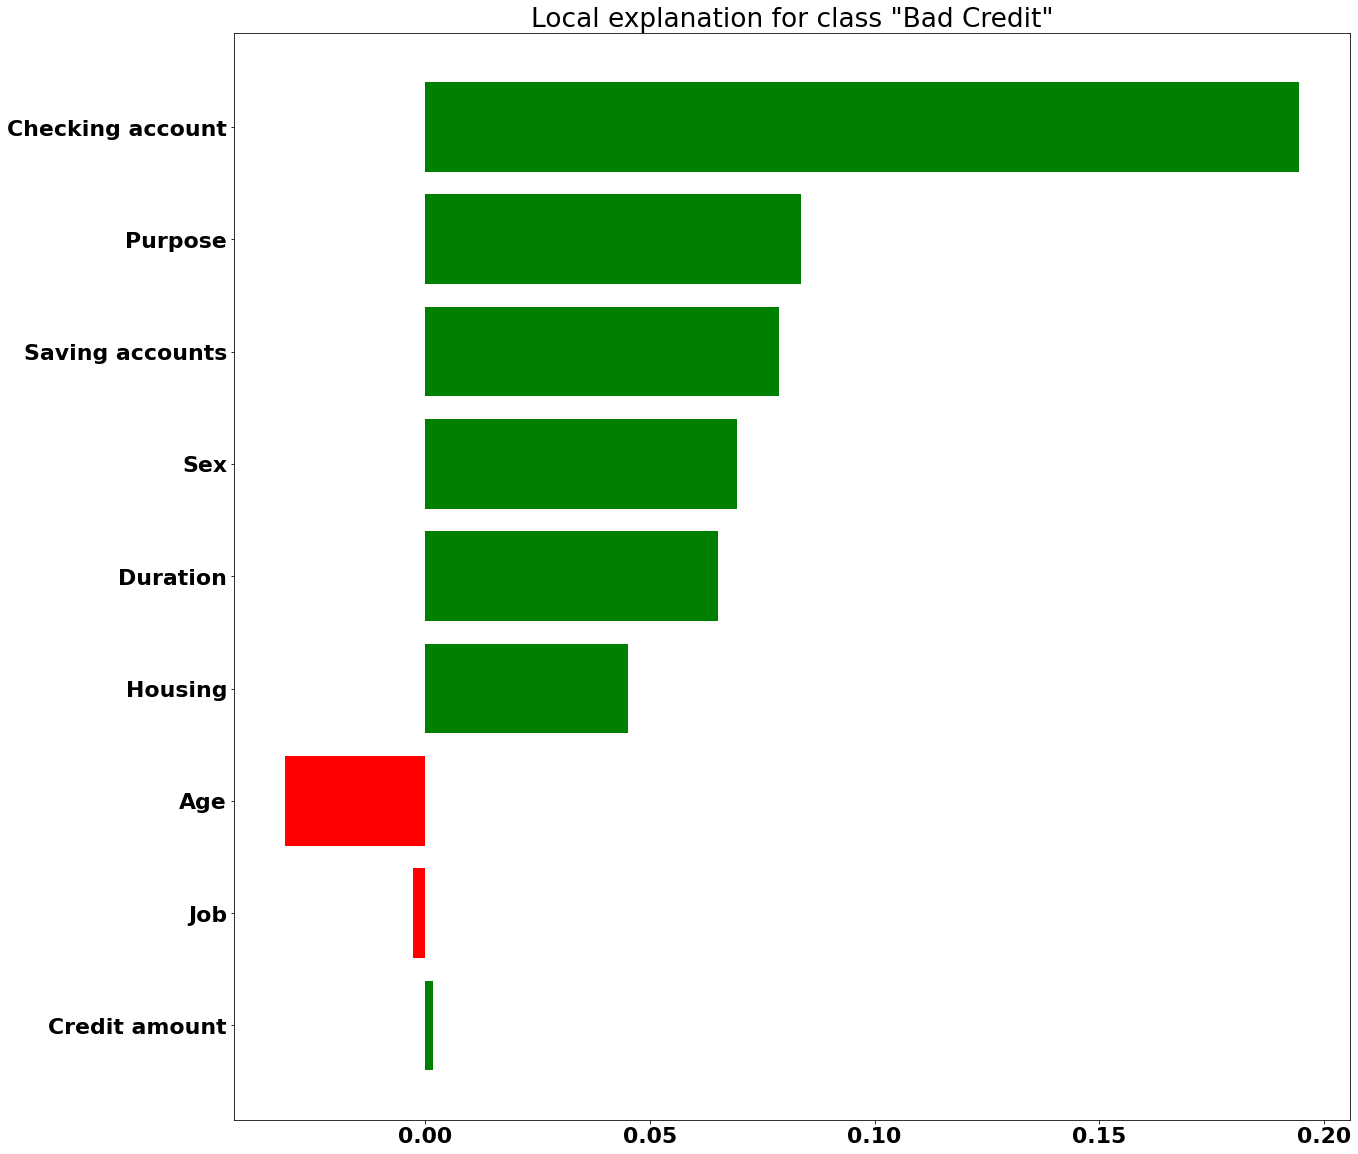 Local explanation for class "Bad Credit"
Checking account
Purpose
Saving accounts
Sex
Duration
Housing
Age
Job
Credit amount
0.00 0.05 0.10 0.15 0.20